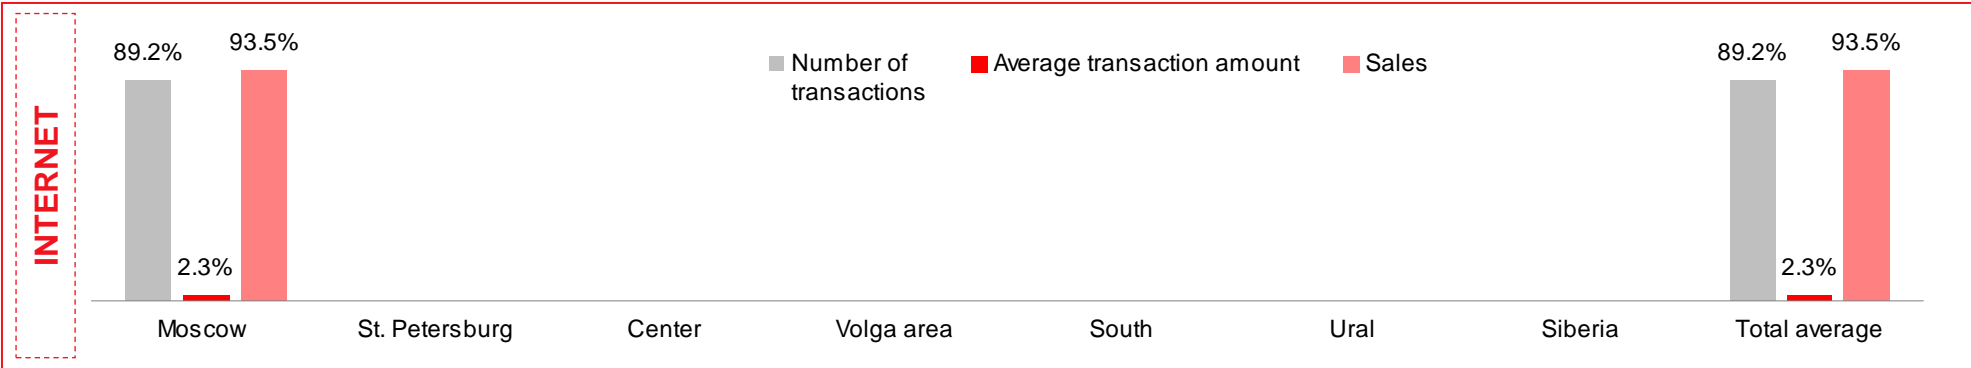 INTERNET
89.2%
2.3%
93.5%
Number of
transactions
Average transaction amount
Sales
89.2%
2.3%
93.5%
Moscow
St. Petersburg
Center
Volga area
South
Ural
Siberia
Total average